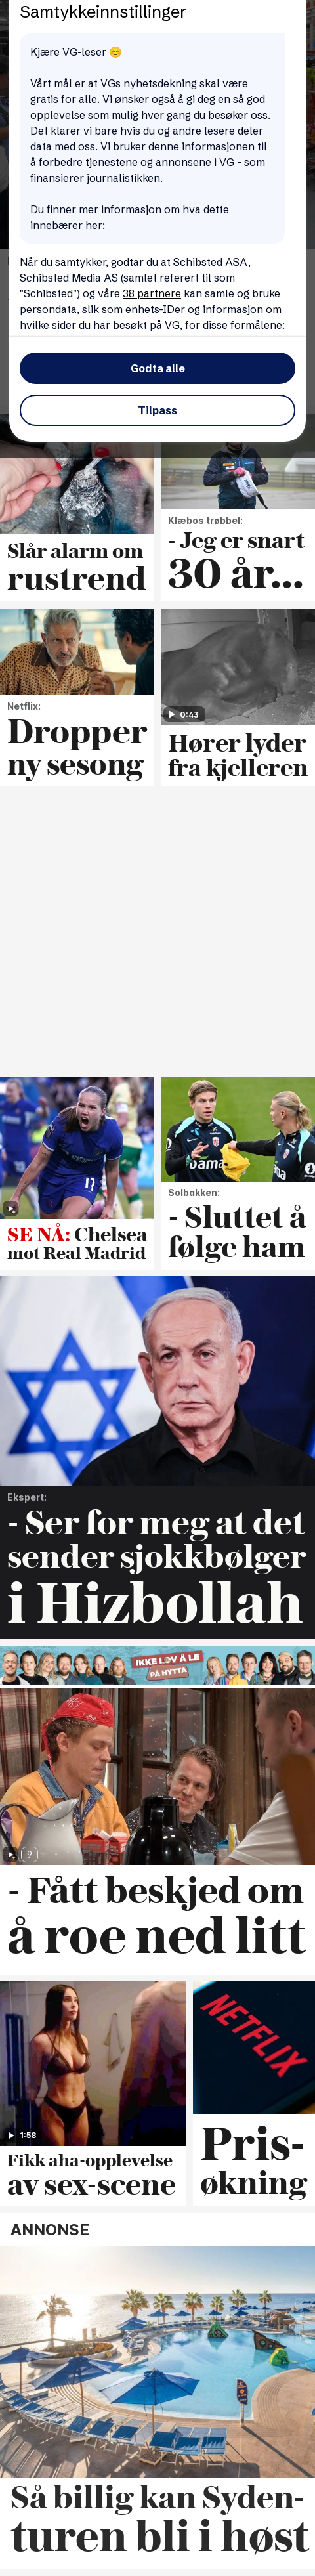 Samtykkeinnstillinger
Kjære VG-leser 😊
Vårt mål er at VGs nyhetsdekning skal være
gratis for alle. Vi ønsker også å gi deg en så god
opplevelse som mulig hver gang du besøker oss.
Det klarer vi bare hvis du og andre lesere deler
data med oss. Vi bruker denne informasjonen til
å forbedre tjenestene og annonsene i VG - som
finansierer journalistikken.
Du finner mer informasjon om hva dette
innebærer her:
Når du samtykker, godtar du at Schibsted ASA,
Schibsted Media AS (samlet referert til som
"Schibsted") og våre 38 partnere kan samle og bruke
persondata, slik som enhets-IDer og informasjon om
hvilke sider du har besøkt på VG, for disse formålene:
Godta alle
Tilpass
Slår alarm om
rustrend
Klæbos trøbbel:
- Jeg er snart
30 år...
Netflix:
Dropper
ny sesong
0:43
Hører lyder
fra kjelleren
11
SE NÅ: Chelsea
mot Real Madrid
bama
Solbakken:
- Sluttet å
følge ham
Ekspert:
- Ser for meg at det
sender sjokkbølger
i Hizbollah
IKKE LOV Å LE
PÅ HYTTA
9
- Fått beskjed om
å roe ned litt
1:58
Fikk aha-opplevelse
av sex-scene
NETFLIX
Pris-
økning
ANNONSE
Så billig kan Syden-
turen bli i høst